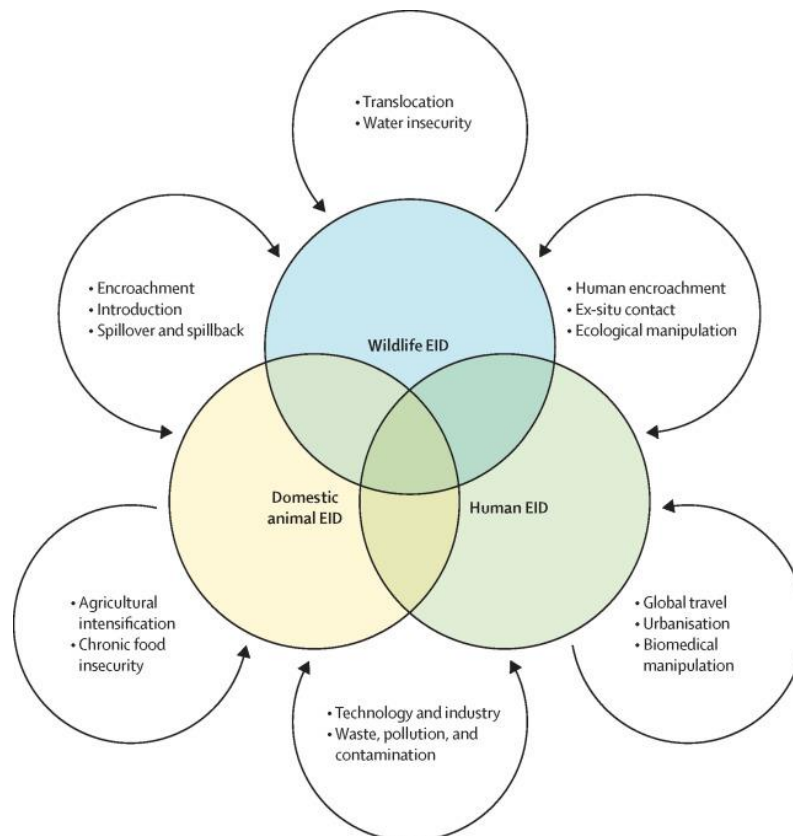 • Translocation
• Water insecurity
• Encroachment
• Introduction
• Spillover and spillback
• Human encroachment
• Ex-situ contact
• Ecological manipulation
Wildlife EID
Domestic
animal EID
Human EID
• Agricultural
intensification
• Chronic food
insecurity
• Global travel
• Urbanisation
• Biomedical
manipulation
• Technology and industry
• Waste, pollution, and
contamination